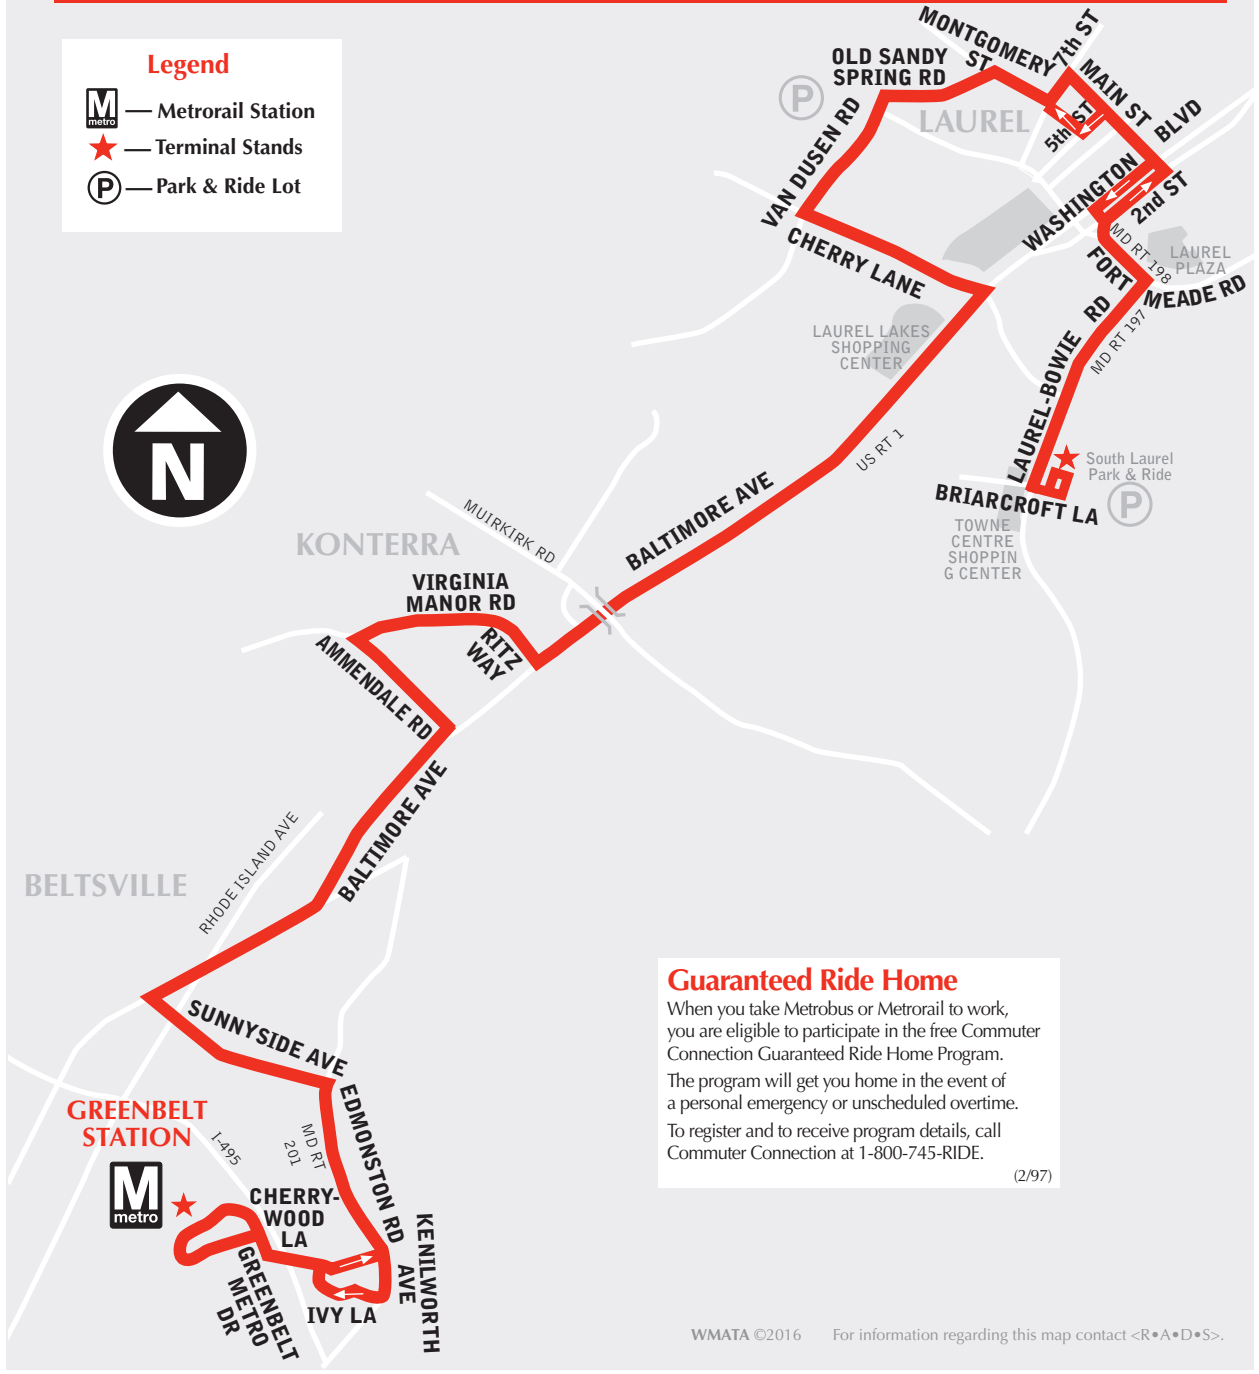 Legend
M
metro
Metrorail Station
Terminal Stands
P
Park & Ride Lot
MONTGOMERY
ST
7th ST
OLD SANDY
SPRING RD
P
LAUREL
MAIN ST
5th ST
BLVD
WASHINGTON
2nd ST
VAN DUSEN RD
CHERRY LANE
MD RT 198
LAUREL
PLAZA
FORT
MEADE RD
LAUREL LAKES
SHOPPING
CENTER
MD RT 197
LAUREL-BOWIE RD
US RT 1
South Laurel
Park & Ride
P
BRIARCROFT LA
TOWNE
CENTRE
SHOPPIN
G CENTER
N
BALTIMORE AVE
MUIRKIRK RD
KONTERRA
VIRGINIA
MANOR RD
RITZ
WAY
AMMENDALE RD
BALTIMORE AVE
RHODE ISLAND AVE
BELTSVILLE
SUNNYSIDE AVE
EDMONSTON RD
MD RT
201
GREENBELT
STATION
M
metro
I-495
CHERRY-
WOOD
LA
GREENBELT
METRO
DR
IVY LA
KENILWORTH
AVE
Guaranteed Ride Home
When you take Metrobus or Metrorail to work,
you are eligible to participate in the free Commuter
Connection Guaranteed Ride Home Program.
The program will get you home in the event of
a personal emergency or unscheduled overtime.
To register and to receive program details, call
Commuter Connection at 1-800-745-RIDE.
(2/97)
WMATA ©2016 For information regarding this map contact <R•A•D•S>.